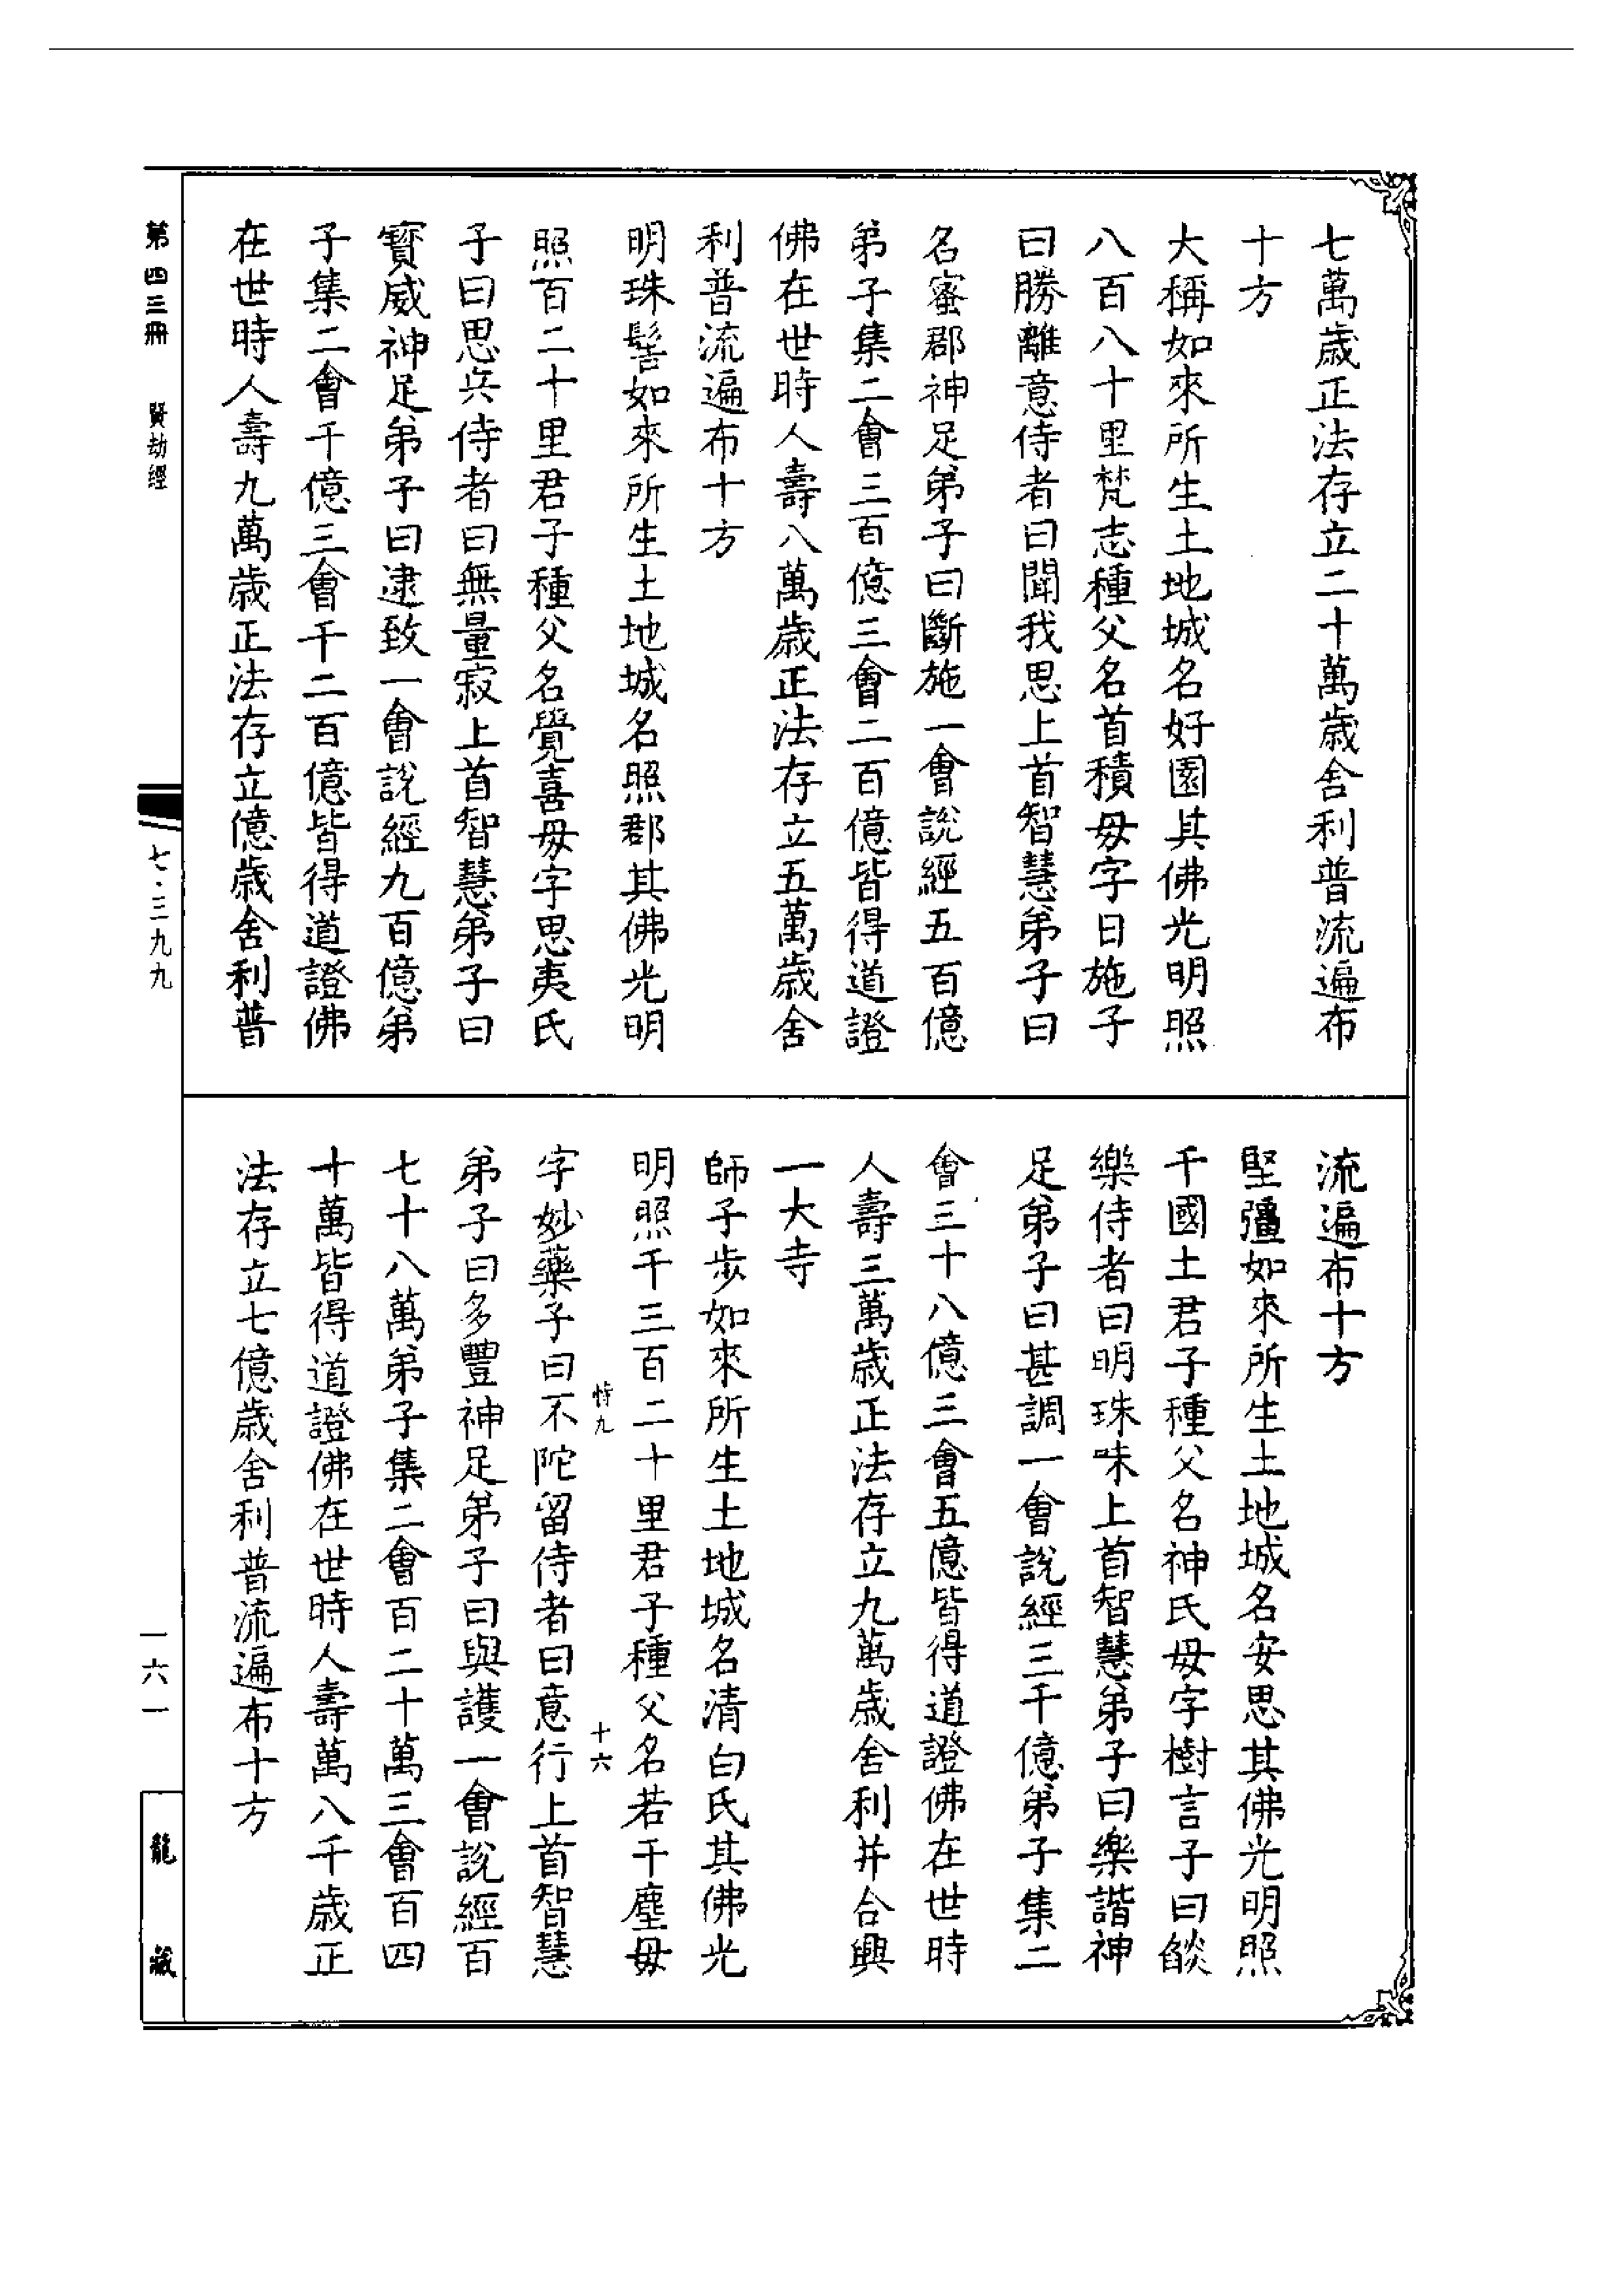 七萬歲正法存立二十萬歲舍利普流遍布
十方
大稱如來所生土地城名好園其佛光明照
八百八十里梵志種父名首積母字日施子
曰勝離意侍者曰聞我思上首智慧弟子曰
名蜜郡神足弟子曰斷施一會說經五百億
弟子集二會三百億三會二百億皆得道證
佛在世時人壽八萬歲正法存立五萬歲舍
利普流遍布十方
明珠髻如來所生土地城名照郡其佛光明
照百二十里君子種父名覺喜母字思夷氏
子曰思兵侍者曰無量寂上首智慧弟子曰
寶威神足弟子曰逮致一會說經九百億弟
子集二會千億三會千二百億皆得道證佛
在世時人壽九萬歲正法存立億歲舍利普
流遍布十方
堅彊如來所生土地城名安思其佛光明照
千國土君子種父名神氏母字樹言子曰餤
樂侍者曰明珠味上首智慧弟子曰樂諧神
足弟子曰甚調一會說經三千億弟子集二
會三十八億三會五億皆得道證佛在世時
人壽三萬歲正法存立九萬歲舍利并合興
一大寺
師子步如來所生土地城名清白氏其佛光
明照千三百二十里君子種父名若干塵母
恃九 十六
字妙藥子曰不陀留侍者曰意行上首智慧
弟子曰多豐神足弟子曰與護一會說經百
七十八萬弟子集二會百二十萬三會百四
十萬皆得道證佛在世時人壽萬八千歲正
法存立七億歲舍利普流遍布十方
第四三冊 賢劫經
七·三九九
一六一
龍藏